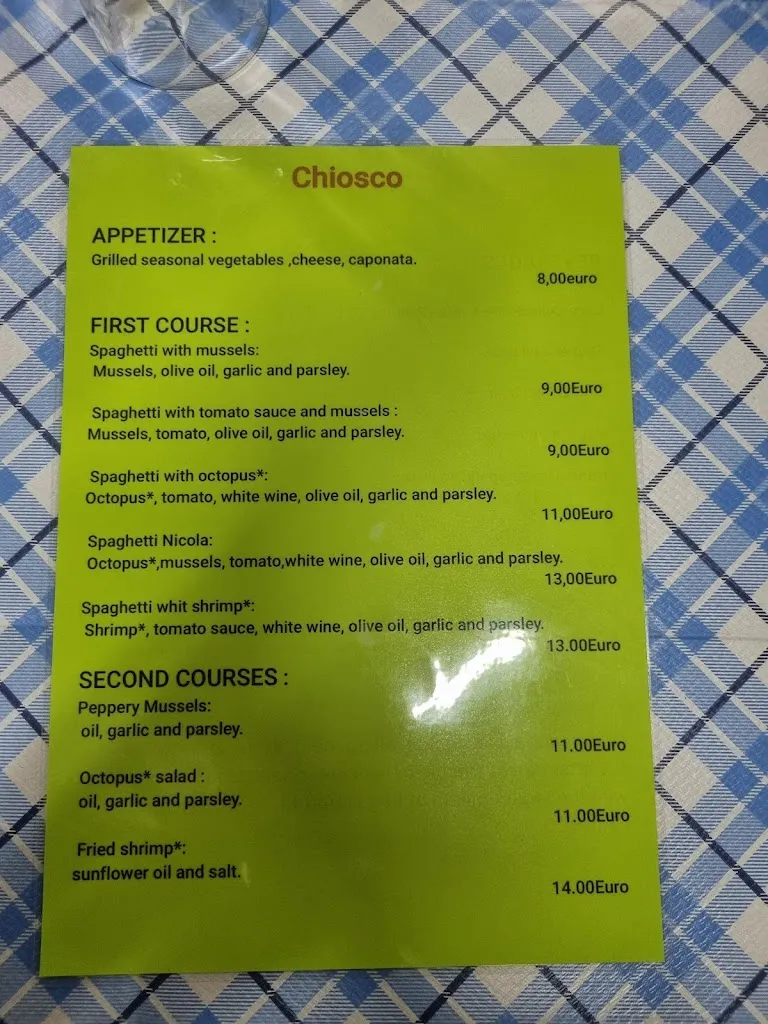 Chiosco
APPETIZER :
Grilled seasonal vegetables ,cheese, caponata.
8,00euro
FIRST COURSE :
Spaghetti with mussels:
Mussels, olive oil, garlic and parsley.
9,00Euro
Spaghetti with tomato sauce and mussels :
Mussels, tomato, olive oil, garlic and parsley.
9,00Euro
Spaghetti with octopus*:
Octopus*, tomato, white wine, olive oil, garlic and parsley.
11,00Euro
Spaghetti Nicola:
Octopus*,mussels, tomato,white wine, olive oil, garlic and parsley.
13,00Euro
Spaghetti whit shrimp*:
Shrimp*, tomato sauce, white wine, olive oil, garlic and parsley.
13.00Euro
SECOND COURSES :
Peppery Mussels:
oil, garlic and parsley.
11.00Euro
Octopus* salad :
oil, garlic and parsley.
11.00Euro
Fried shrimp*:
sunflower oil and salt.
14.00Euro